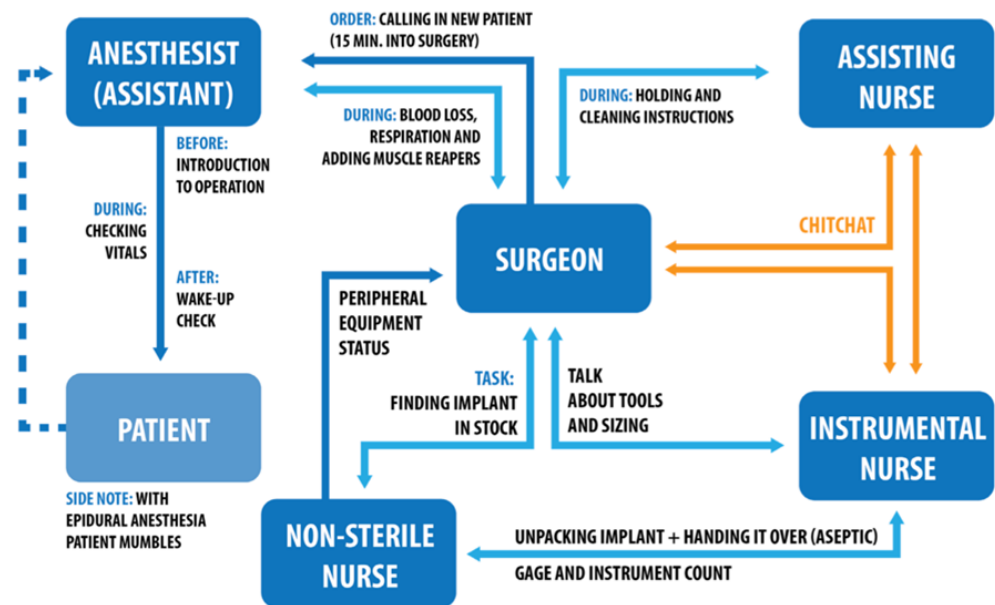 ANESTHESIST
(ASSISTANT)
ORDER: CALLING IN NEW PATIENT
(15 MIN. INTO SURGERY)
ASSISTING
NURSE
DURING: BLOOD LOSS,
RESPIRATION AND
ADDING MUSCLE REAPERS
DURING: HOLDING AND
CLEANING INSTRUCTIONS
BEFORE:
INTRODUCTION
TO OPERATION
DURING:
CHECKING
VITALS
AFTER:
WAKE-UP
CHECK
SURGEON
CHITCHAT
PERIPHERAL
EQUIPMENT
STATUS
TASK:
FINDING IMPLANT
IN STOCK
TALK
ABOUT TOOLS
AND SIZING
PATIENT
INSTRUMENTAL
NURSE
SIDE NOTE: WITH
EPIDURAL ANESTHESIA
PATIENT MUMBLES
NON-STERILE
NURSE
UNPACKING IMPLANT + HANDING IT OVER (ASEPTIC)
GAGE AND INSTRUMENT COUNT